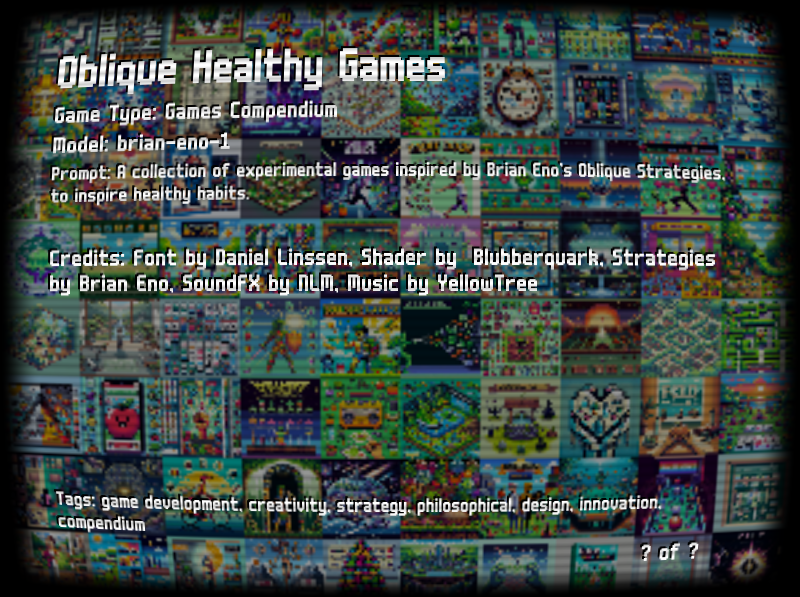 Oblique Healthy Games
Game Type: Games Compendium
Model: brian-eno-1
Prompt: A collection of experimental games inspired by Brian Eno's Oblique Strategies,
to inspire healthy habits.
Credits: Font by Daniel Linssen, Shader by  Blubberquark, Strategies
by Brian Eno, SoundFX by NLM, Music by YellowTree
Tags: game development, creativity, strategy, philosophical, design, innovation,
compendium
? of ?